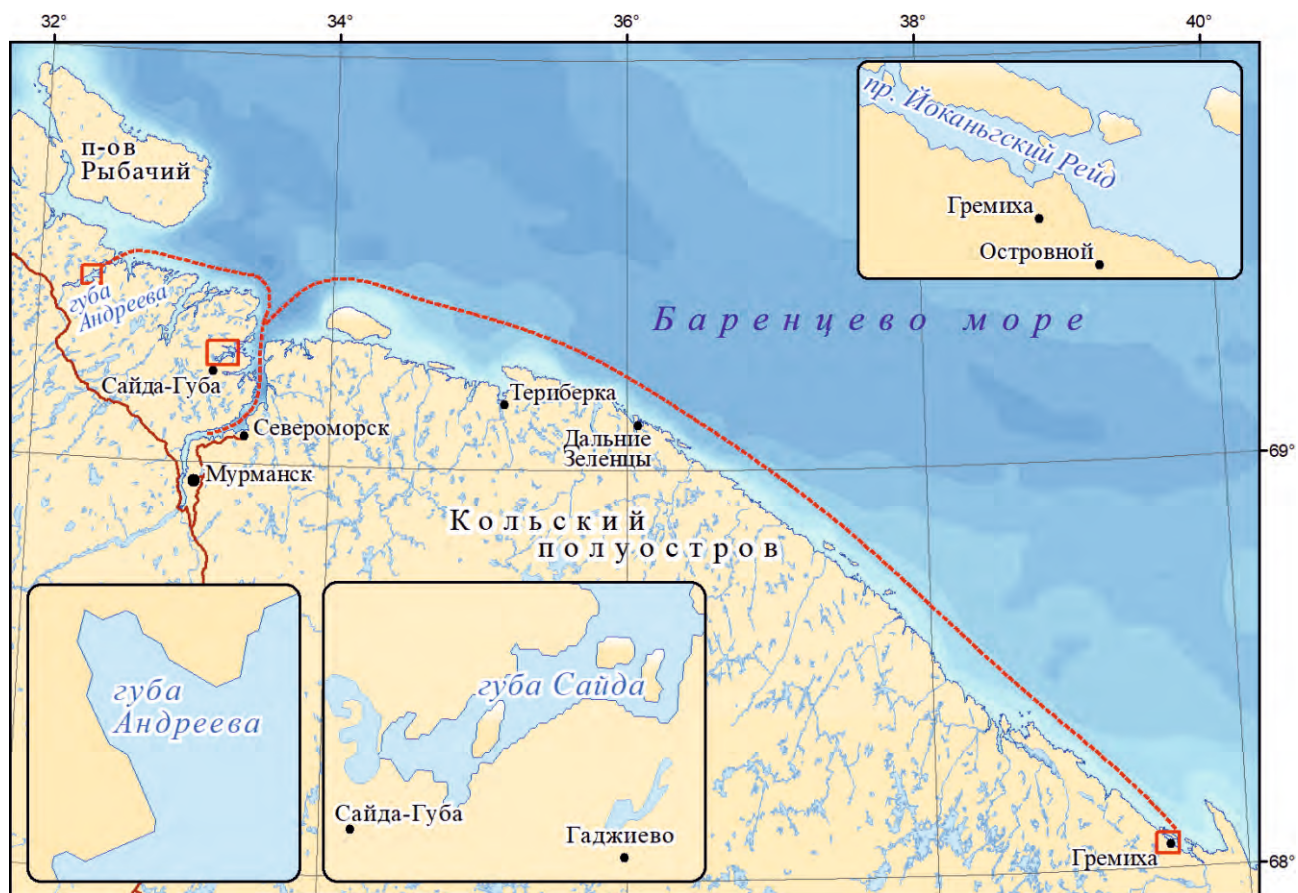 32°
34°
36°
38°
40°
п-ов
Рыбачий
пр. Йоканьгский Рейд
Гремиха
Островной
губа
Андреева
Баренцево море
Сайда-Губа
Териберка
Североморск
Дальние
Зеленцы
69°
Мурманск
Кольский
полуостров
губа
Андреева
губа Сайда
Сайда-Губа
Гаджиево
Гремиха
68°